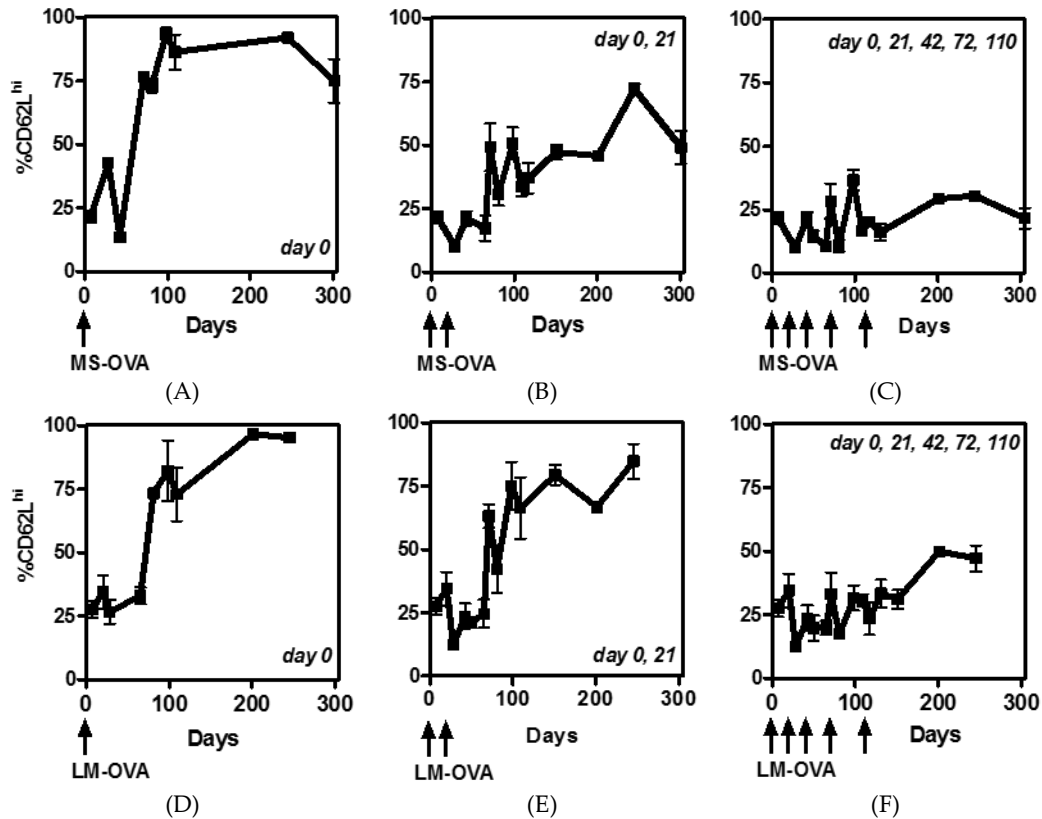 100
75
50
25
0
%CD62L^hi
day 0
0 100 200 300
Days
MS-OVA
(A)
100
75
50
25
0
day 0, 21
0 100 200 300
Days
MS-OVA
(B)
100
75
50
25
0
day 0, 21, 42, 72, 110
0 100 200 300
Days
MS-OVA
(C)
100
75
50
25
0
%CD62L^hi
day 0
0 100 200 300
Days
LM-OVA
(D)
100
75
50
25
0
day 0, 21
0 100 200 300
Days
LM-OVA
(E)
100
75
50
25
0
day 0, 21, 42, 72, 110
0 100 200 300
Days
LM-OVA
(F)